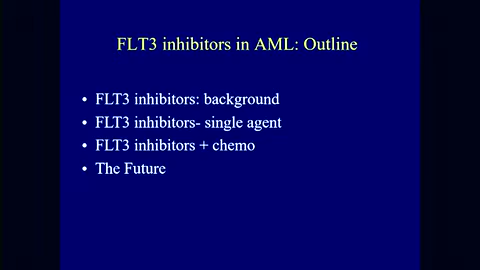 FLT3 inhibitors in AML: Outline
• FLT3 inhibitors: background
• FLT3 inhibitors- single agent
• FLT3 inhibitors + chemo
• The Future